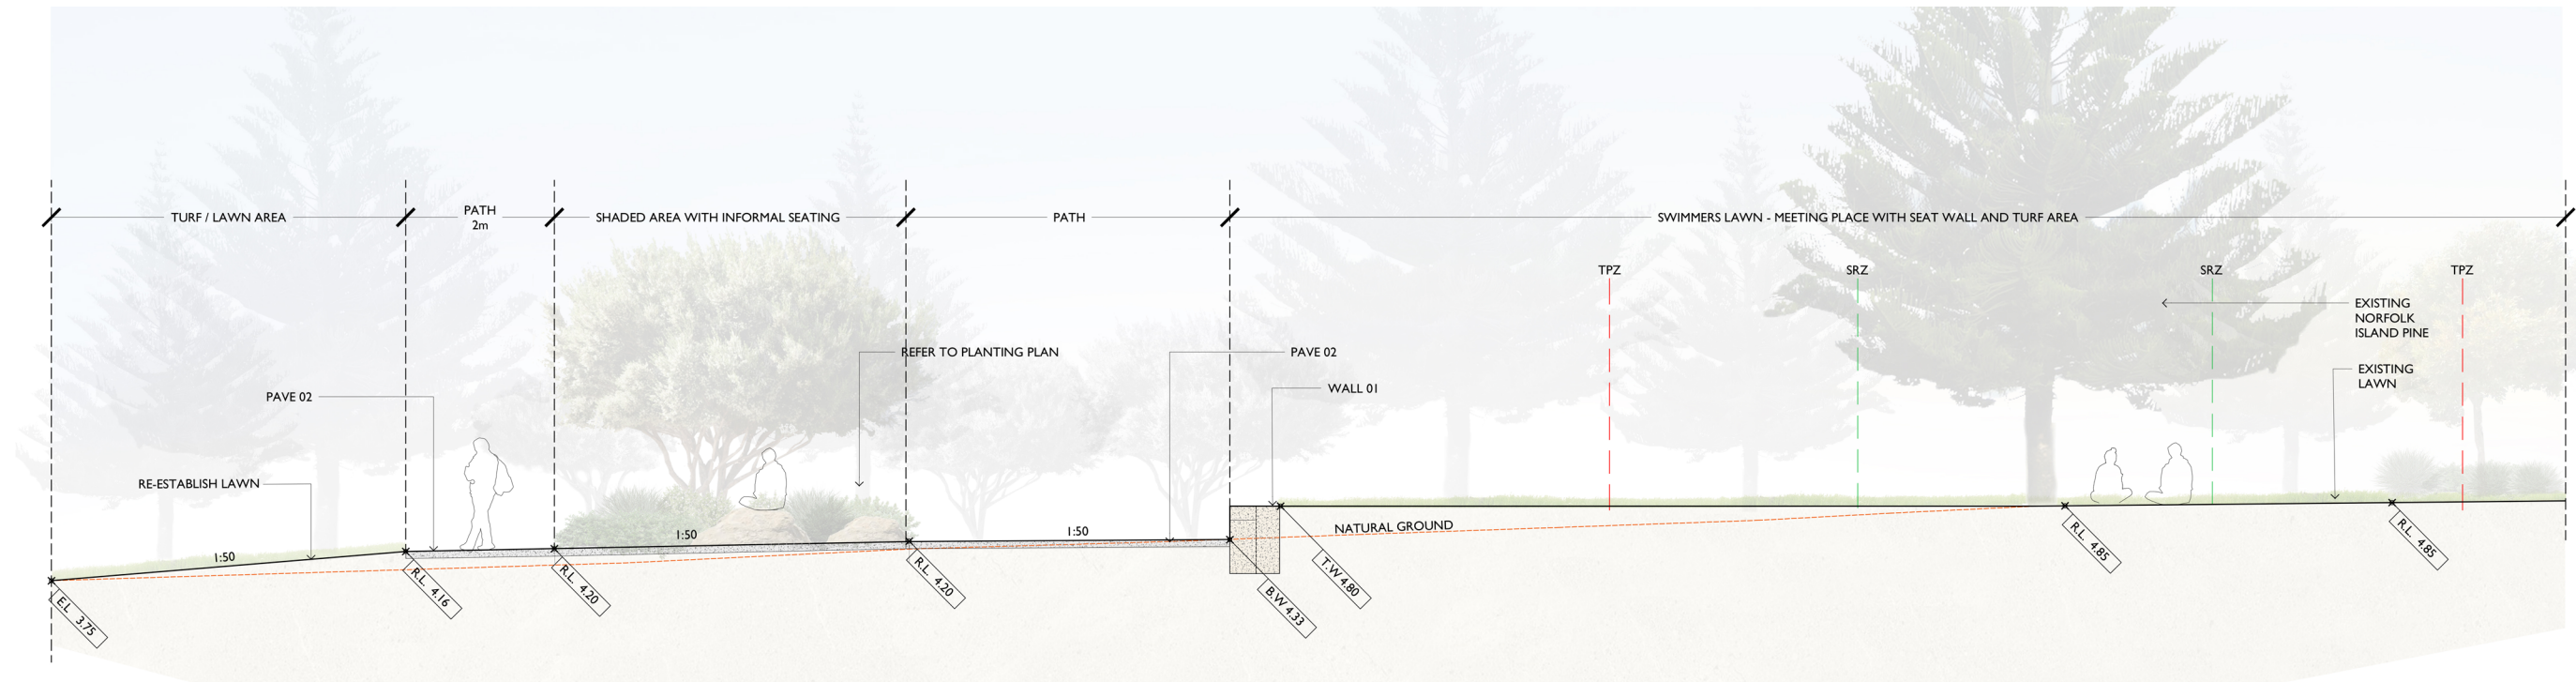 TURF / LAWN AREA
PATH
2m
SHADED AREA WITH INFORMAL SEATING
PATH
SWIMMERS LAWN - MEETING PLACE WITH SEAT WALL AND TURF AREA
TPZ
SRZ
SRZ
TPZ
EXISTING
NORFOLK
ISLAND PINE
REFER TO PLANTING PLAN
PAVE 02
EXISTING
LAWN
WALL 01
PAVE 02
RE-ESTABLISH LAWN
NATURAL GROUND
1:50
1:50
1:50
E.L 3.75
R.L. 4.16
R.L. 4.20
R.L. 4.20
B.W 4.33
T.W 4.80
R.L. 4.85
R.L. 4.85